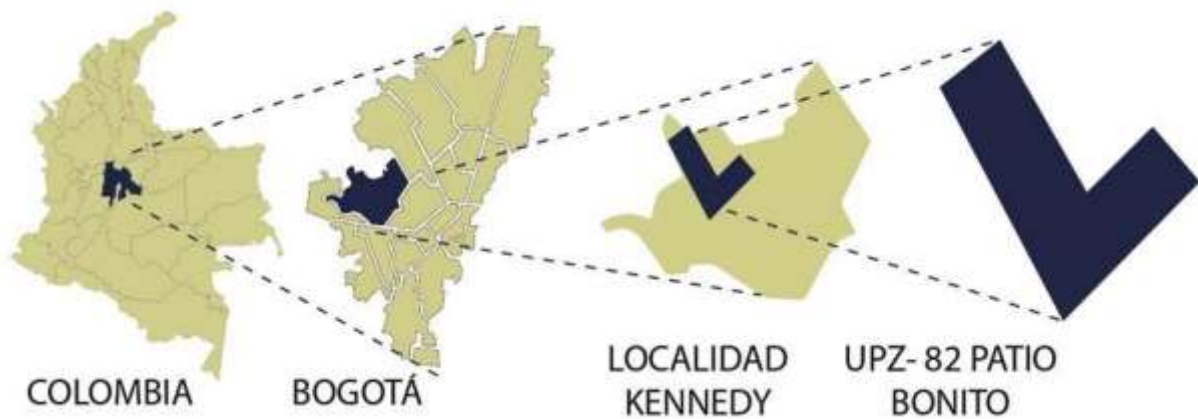 COLOMBIA
BOGOTÁ
LOCALIDAD
KENNEDY
UPZ- 82 PATIO
BONITO